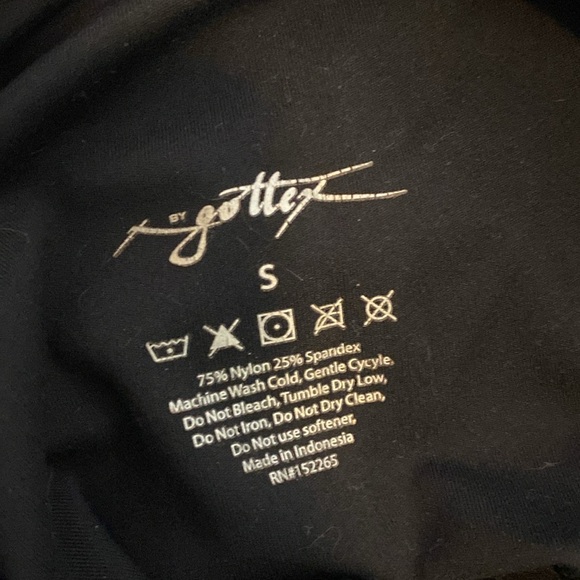 X BY gottex
S
75% Nylon 25% Spandex
Machine Wash Cold, Gentle Cycyle,
Do Not Bleach, Tumble Dry Low,
Do Not Iron, Do Not Dry Clean,
Do Not use softener,
Made in Indonesia
RN#152265